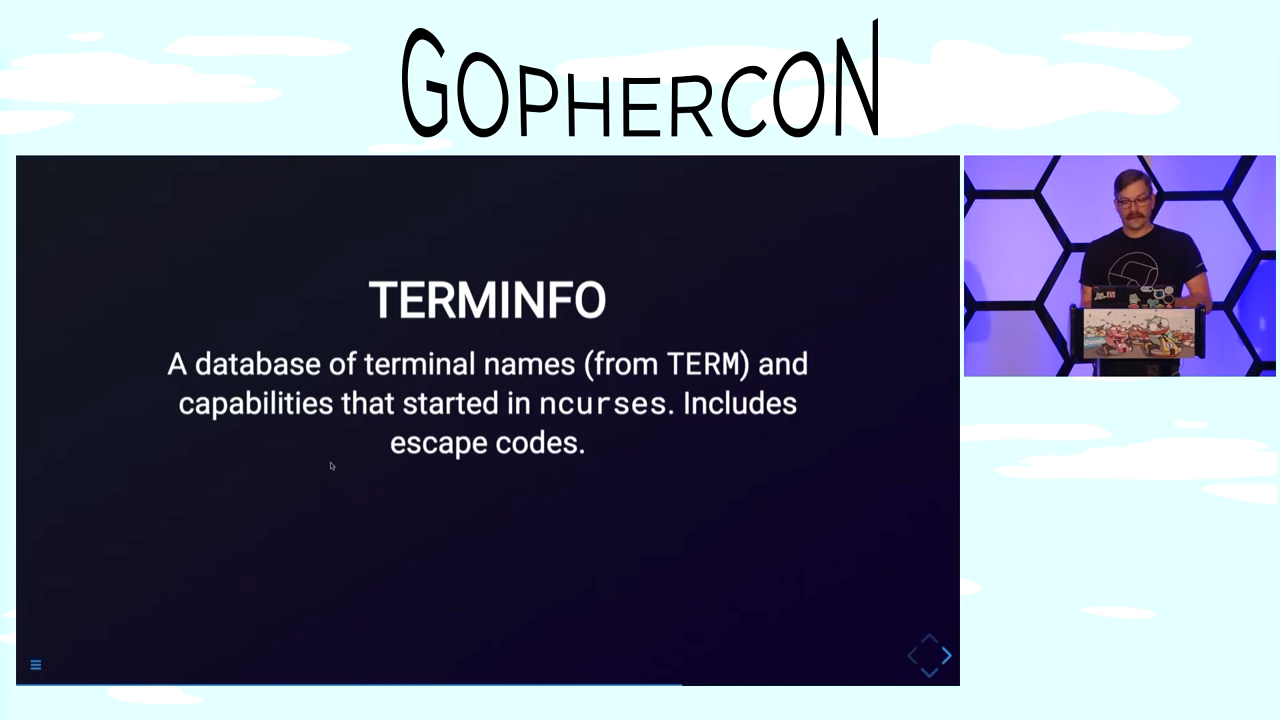 GOPHERCON
TERMINFO
A database of terminal names (from TERM) and
capabilities that started in ncurses. Includes
escape codes.